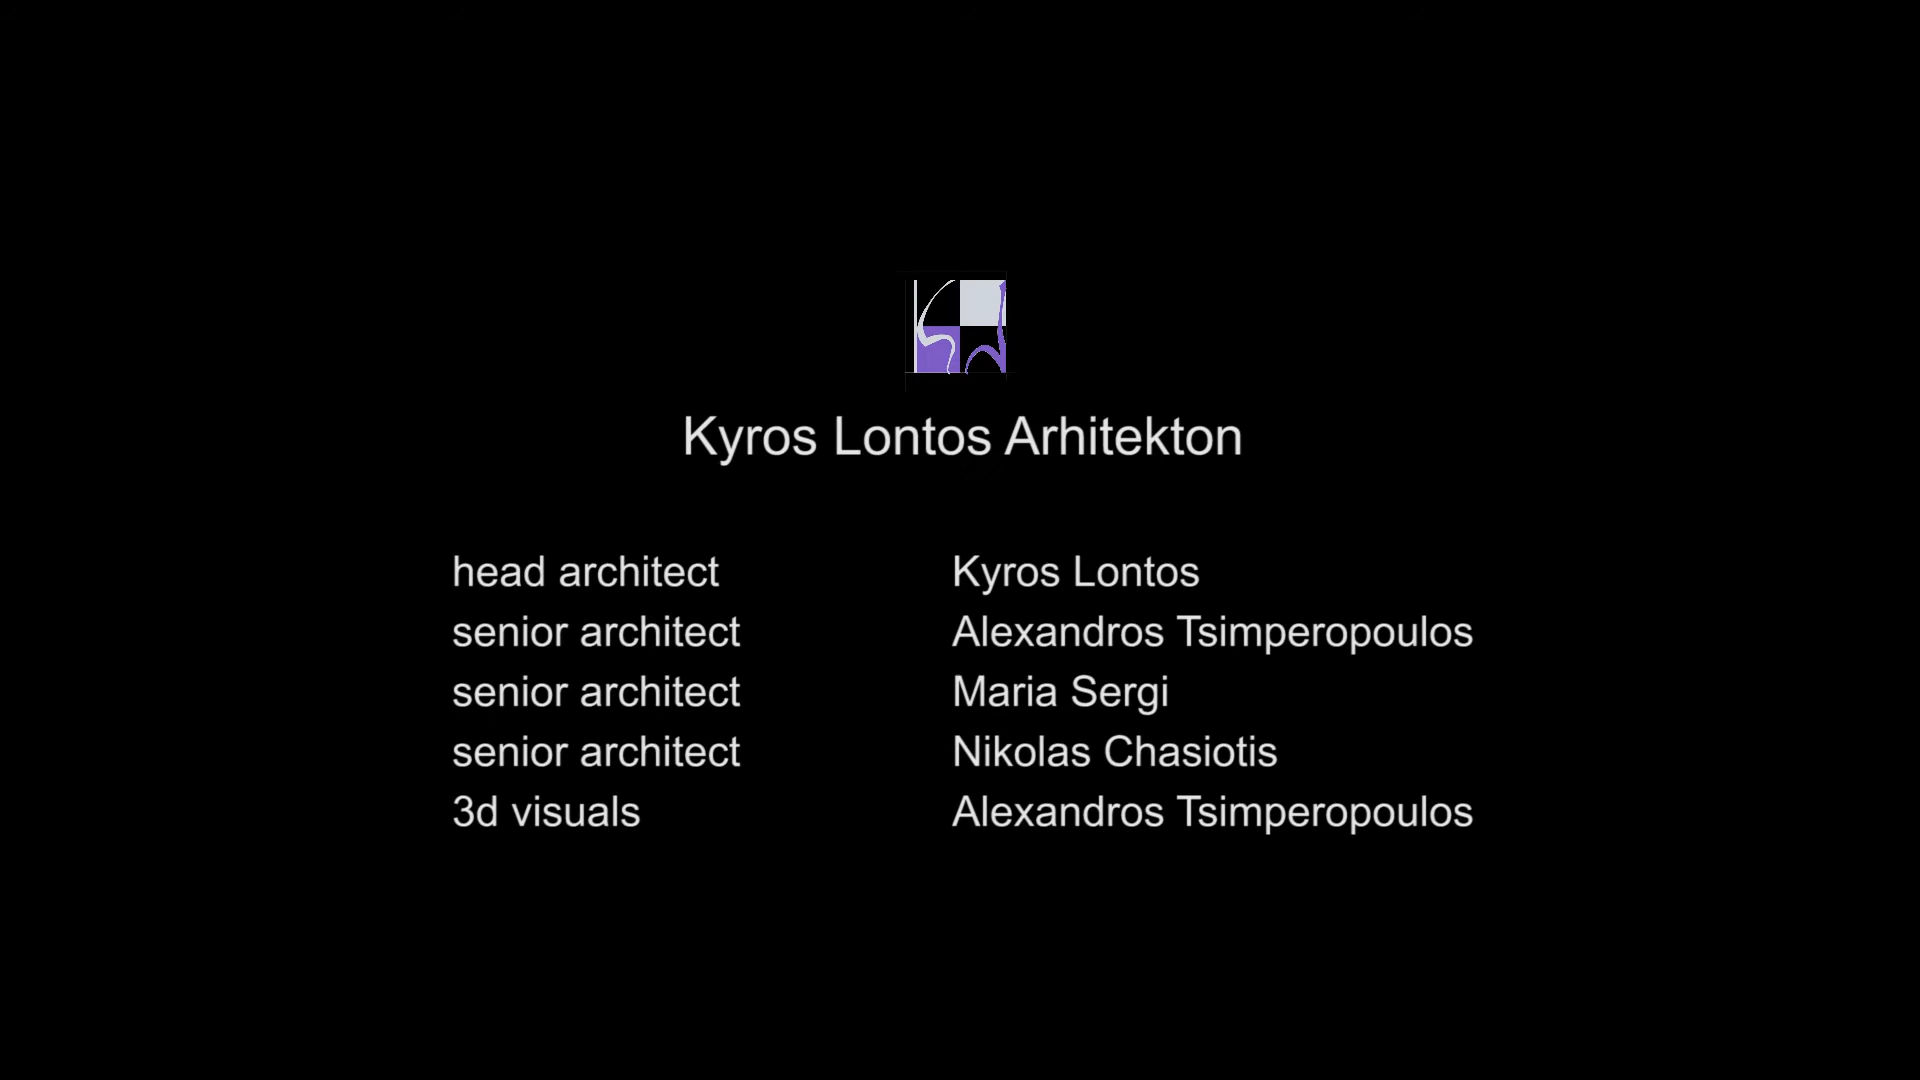 Kyros Lontos Arhitekton
head architect Kyros Lontos
senior architect Alexandros Tsimperopoulos
senior architect Maria Sergi
senior architect Nikolas Chasiotis
3d visuals Alexandros Tsimperopoulos